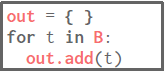 out = { }
for t in B:
  out.add(t)